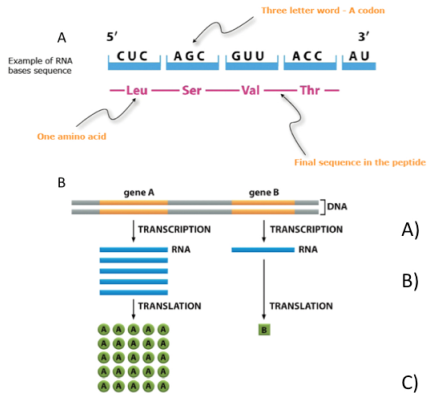 Three letter word – A codon
A
5′
3′
Example of RNA
bases sequence
CUC AGC GUU ACC AU
Leu Ser Val Thr
One amino acid
Final sequence in the peptide
B
gene A
gene B
DNA
TRANSCRIPTION
TRANSCRIPTION
A)
RNA
RNA
B)
TRANSLATION
TRANSLATION
A A A A A
B
A A A A A
A A A A A
A A A A A
A A A A A
C)